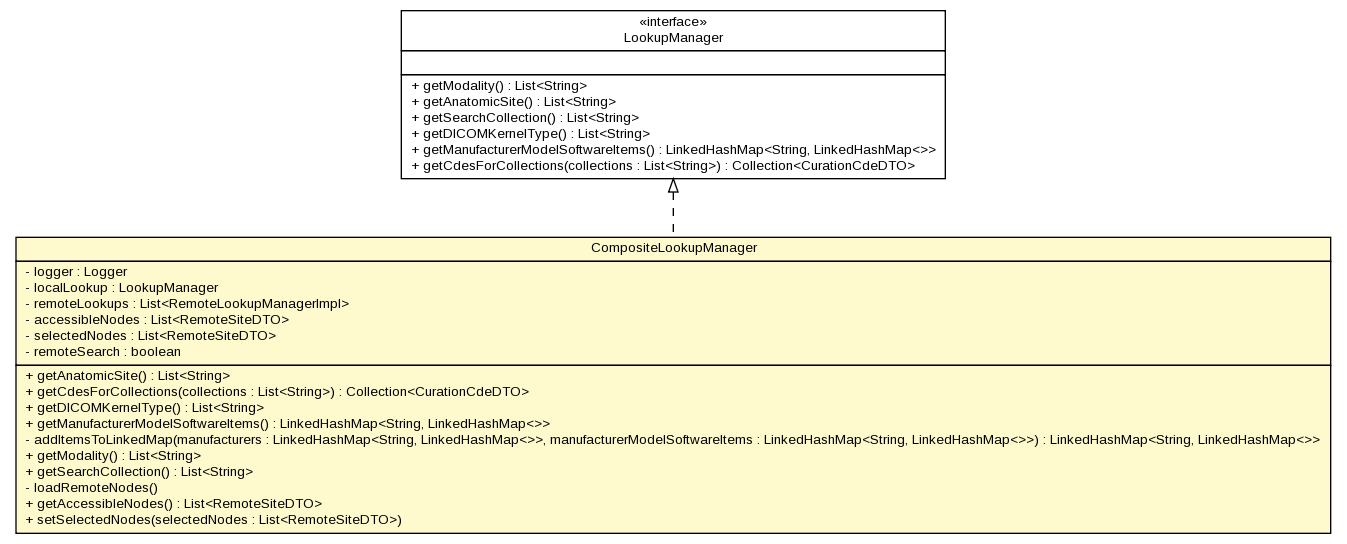 «interface»
LookupManager
+ getModality() : List<String>
+ getAnatomicSite() : List<String>
+ getSearchCollection() : List<String>
+ getDICOMKernelType() : List<String>
+ getManufacturerModelSoftwareItems() : LinkedHashMap<String, LinkedHashMap<>>
+ getCdesForCollections(collections : List<String>) : Collection<CurationCdeDTO>
CompositeLookupManager
- logger : Logger
- localLookup : LookupManager
- remoteLookups : List<RemoteLookupManagerImpl>
- accessibleNodes : List<RemoteSiteDTO>
- selectedNodes : List<RemoteSiteDTO>
- remoteSearch : boolean
+ getAnatomicSite() : List<String>
+ getCdesForCollections(collections : List<String>) : Collection<CurationCdeDTO>
+ getDICOMKernelType() : List<String>
+ getManufacturerModelSoftwareItems() : LinkedHashMap<String, LinkedHashMap<>>
- addItemsToLinkedMap(manufacturers : LinkedHashMap<String, LinkedHashMap<>>, manufacturerModelSoftwareItems : LinkedHashMap<String, LinkedHashMap<>>) : LinkedHashMap<String, LinkedHashMap<>>
+ getModality() : List<String>
+ getSearchCollection() : List<String>
- loadRemoteNodes()
+ getAccessibleNodes() : List<RemoteSiteDTO>
+ setSelectedNodes(selectedNodes : List<RemoteSiteDTO>)